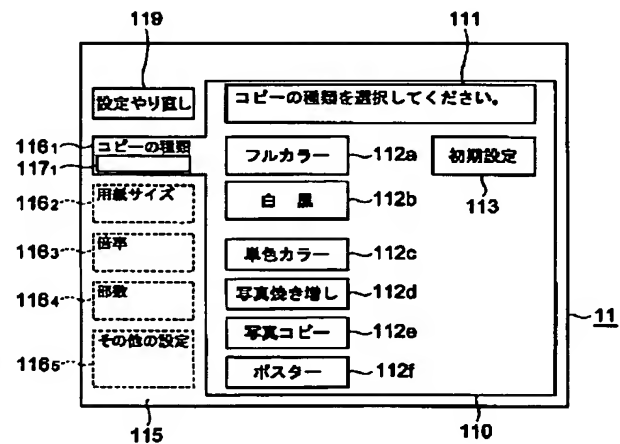 119
111
設定やり直し
コピーの種類を選択してください。
116₁
コピーの種類
117₁
フルカラー
112a
初期設定
113
116₂
用紙サイズ
白 黒
112b
116₃
倍率
単色カラー
112c
116₄
部数
写真焼き増し
112d
写真コピー
112e
11
116₅
その他の設定
ポスター
112f
115
110